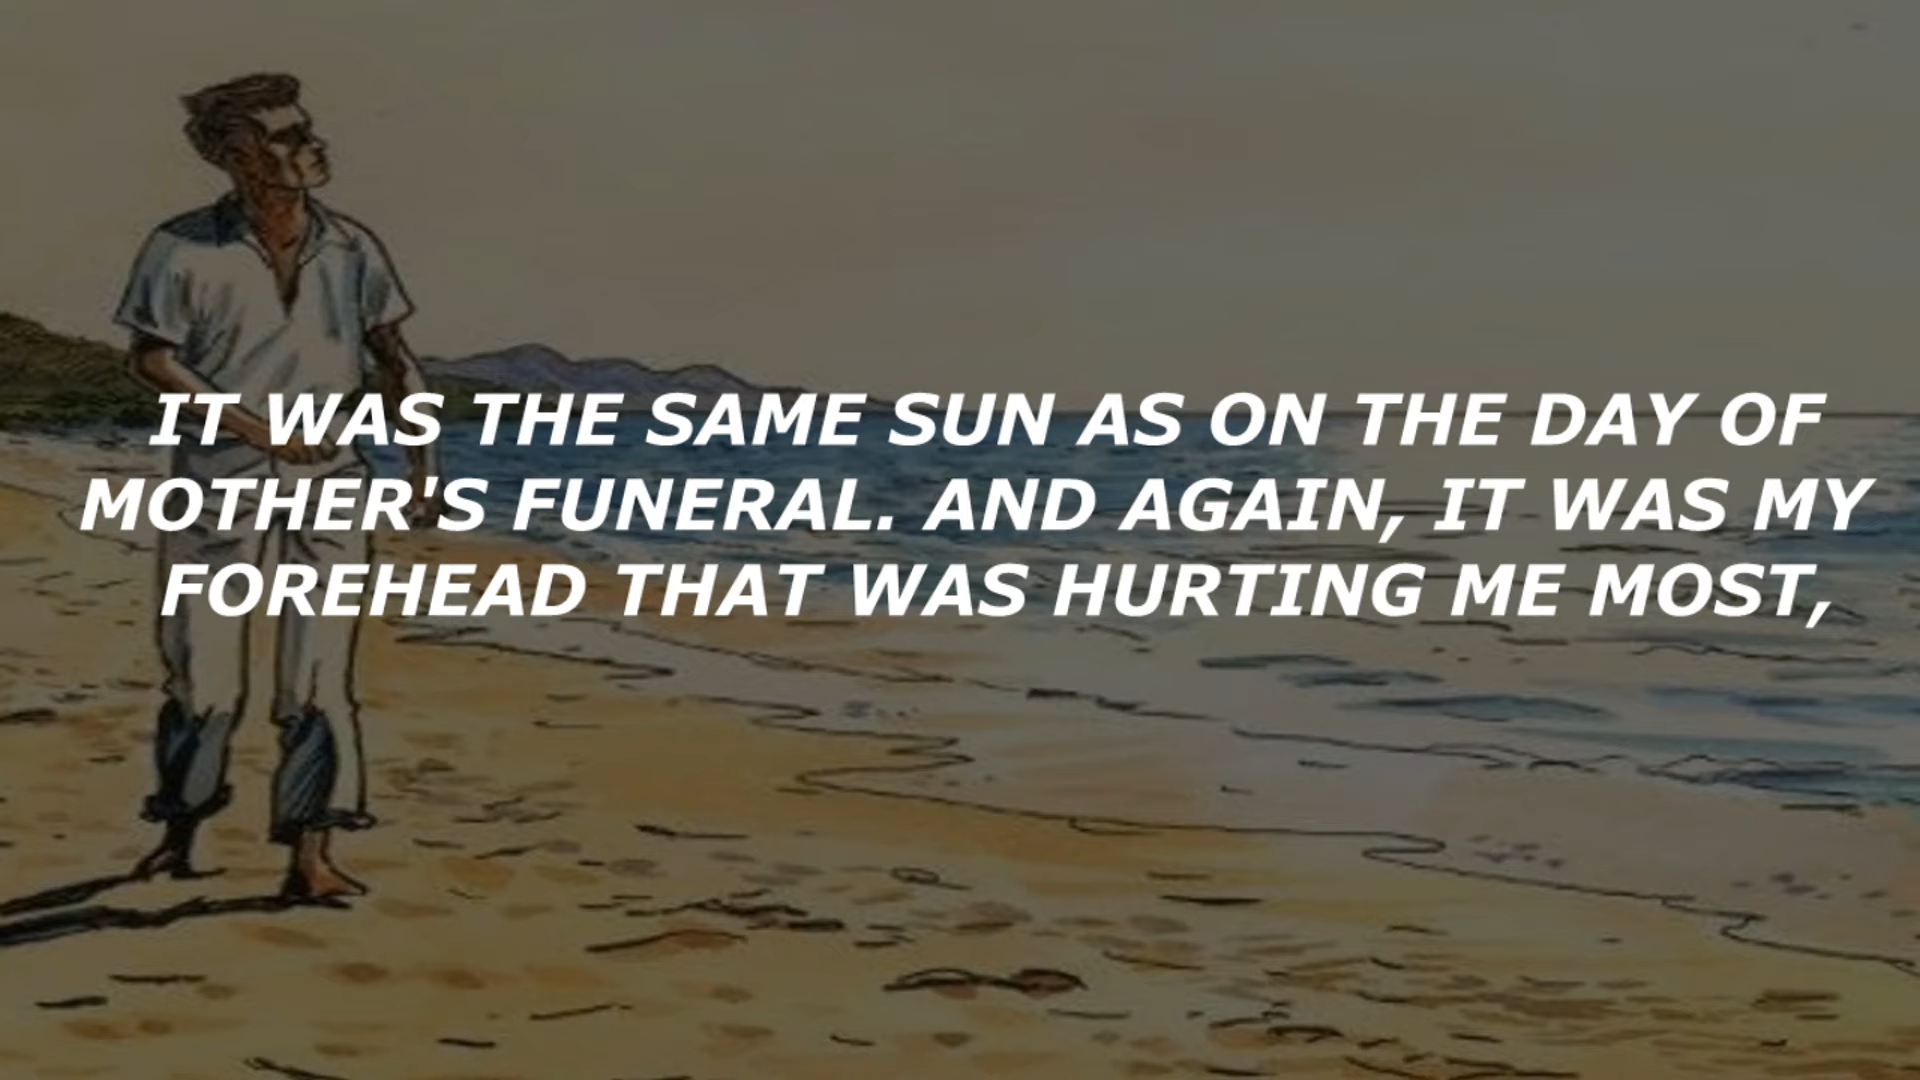 IT WAS THE SAME SUN AS ON THE DAY OF
MOTHER'S FUNERAL. AND AGAIN, IT WAS MY
FOREHEAD THAT WAS HURTING ME MOST,